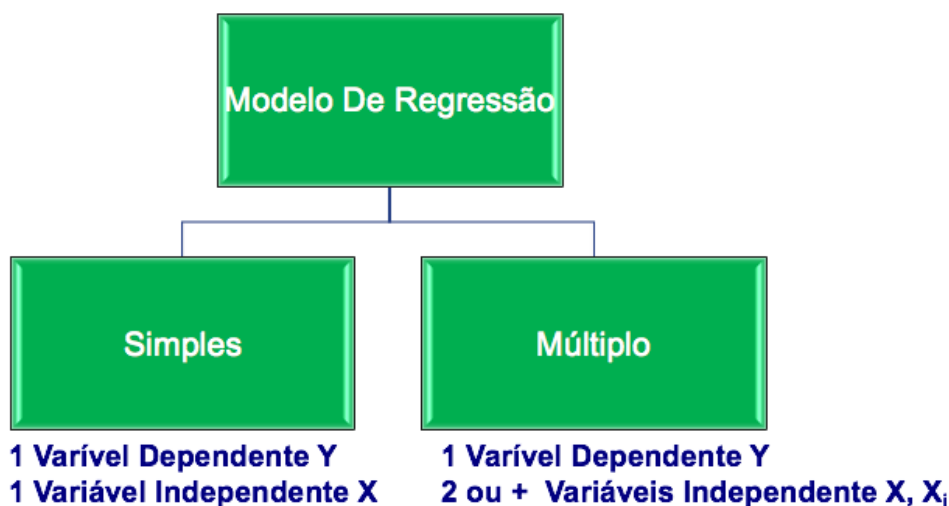 Modelo De Regressão
Simples
Múltiplo
1 Varível Dependente Y
1 Variável Independente X
1 Varível Dependente Y
2 ou + Variáveis Independente X, Xi